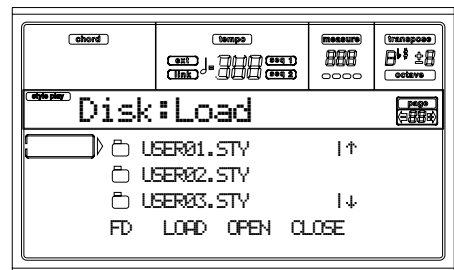 chord tempo measure transpose
ext seq 1
link seq 2
octave
style play Disk:Load page
USER01.STY
USER02.STY
USER03.STY
FD LOAD OPEN CLOSE